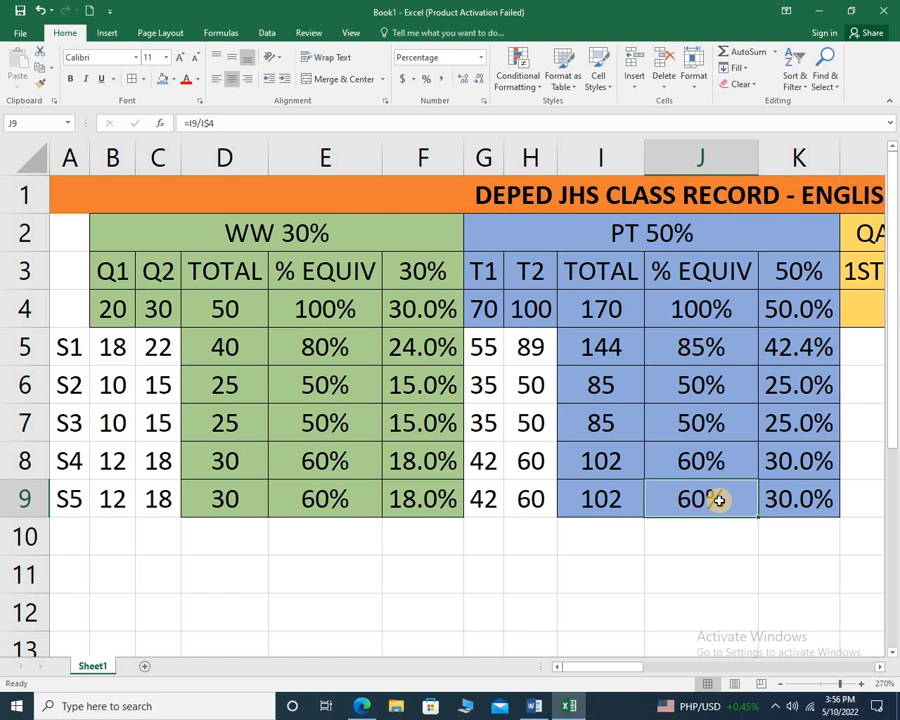 Book1 - Excel (Product Activation Failed)
File Home Insert Page Layout Formulas Data Review View Tell me what you want to do... Sign in Share
Paste Calibri 11 Wrap Text Percentage Conditional Formatting Format as Table Cell Styles Insert Delete Format AutoSum Fill Clear Sort & Filter Find & Select
B I U Merge & Center $ % ,
Clipboard Font Alignment Number Styles Cells Editing
J9 fx =I9/I$4
A B C D E F G H I J K
1 DEPED JHS CLASS RECORD - ENGLIS
2 WW 30% PT 50% QA
3 Q1 Q2 TOTAL % EQUIV 30% T1 T2 TOTAL % EQUIV 50% 1ST
4 20 30 50 100% 30.0% 70 100 170 100% 50.0%
5 S1 18 22 40 80% 24.0% 55 89 144 85% 42.4%
6 S2 10 15 25 50% 15.0% 35 50 85 50% 25.0%
7 S3 10 15 25 50% 15.0% 35 50 85 50% 25.0%
8 S4 12 18 30 60% 18.0% 42 60 102 60% 30.0%
9 S5 12 18 30 60% 18.0% 42 60 102 60% 30.0%
10
11
12
13
Activate Windows
Go to Settings to activate Windows.
Sheet1
Ready 270%
Type here to search PHP/USD +0.45% 3:56 PM
5/10/2022